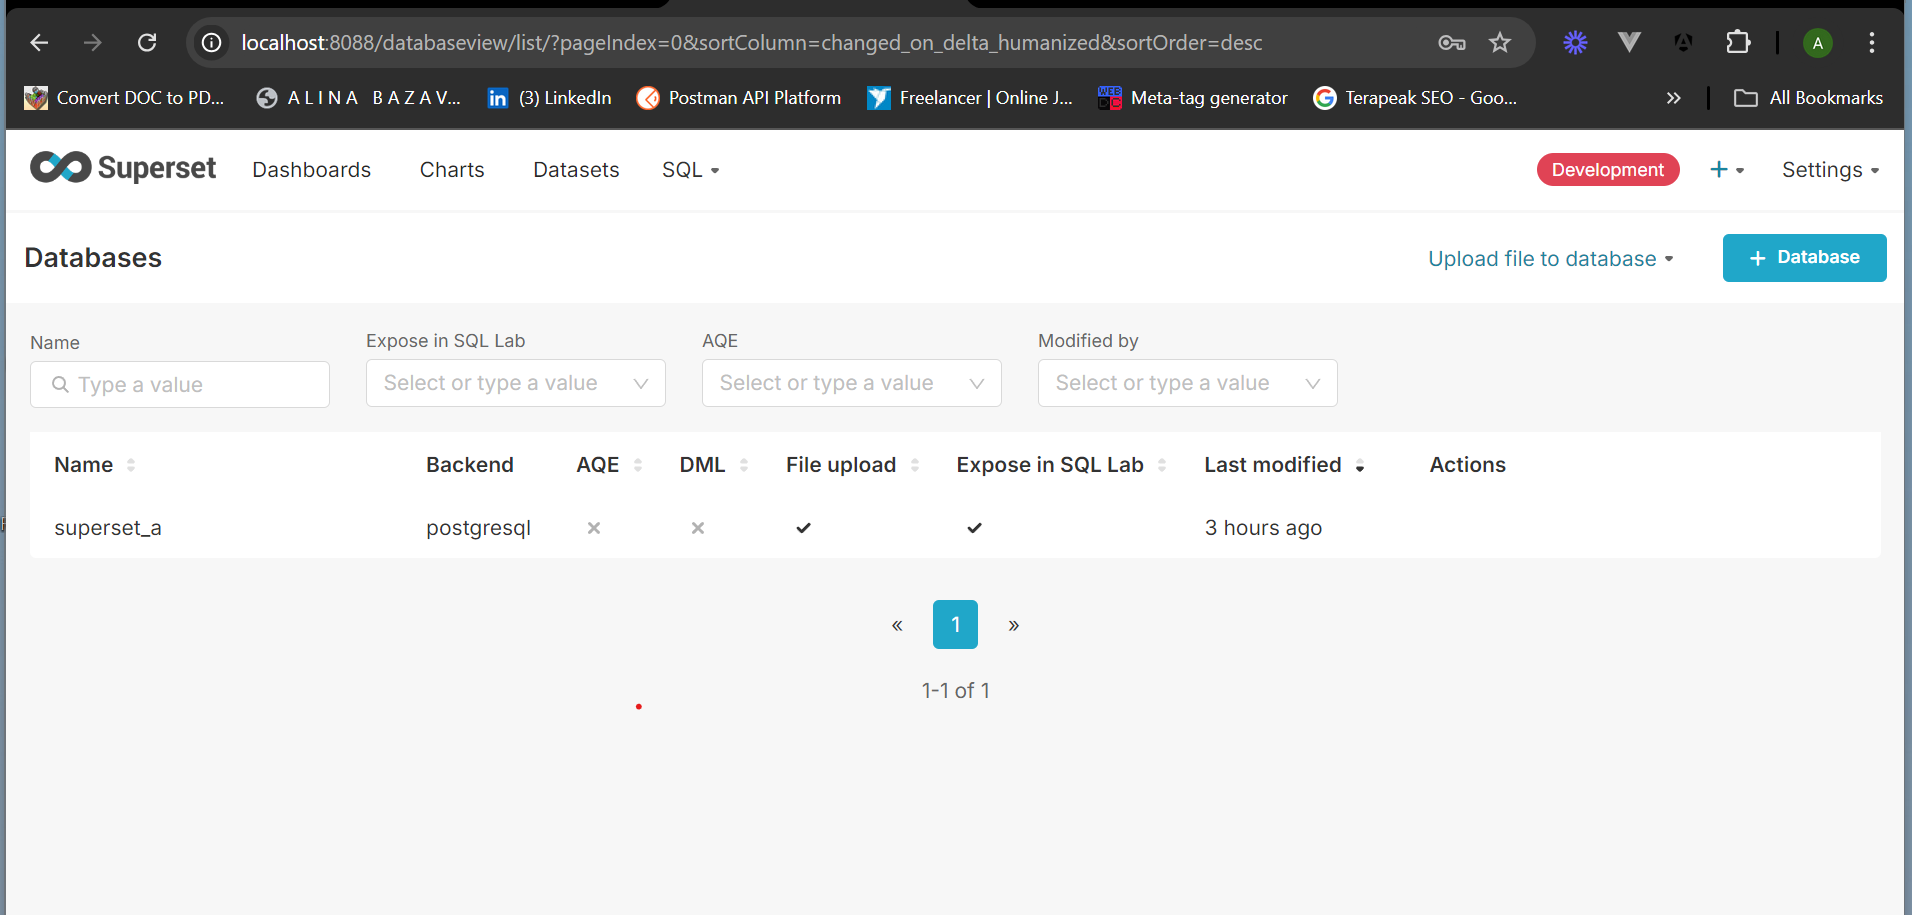 localhost:8088/databaseview/list/?pageIndex=0&sortColumn=changed_on_delta_humanized&sortOrder=desc
A
Convert DOC to PD... A L I N A B A Z A V... (3) LinkedIn Postman API Platform Freelancer | Online J... Meta-tag generator Terapeak SEO - Goo... All Bookmarks
Superset Dashboards Charts Datasets SQL Development + Settings
Databases Upload file to database + Database
Name Expose in SQL Lab AQE Modified by
Type a value Select or type a value Select or type a value Select or type a value
Name Backend AQE DML File upload Expose in SQL Lab Last modified Actions
superset_a postgresql 3 hours ago
« 1 »
1-1 of 1